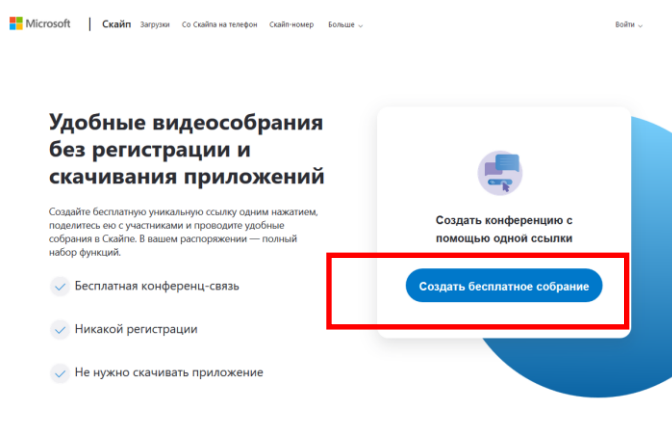 Microsoft | Скайп Загрузки Со Скайпа на телефон Скайп-номер Больше Войти
Удобные видеособрания
без регистрации и
скачивания приложений
Создайте бесплатную уникальную ссылку одним нажатием,
поделитесь ею с участниками и проводите удобные
собрания в Скайпе. В вашем распоряжении — полный
набор функций.
Бесплатная конференц-связь
Никакой регистрации
Не нужно скачивать приложение
Создать конференцию с
помощью одной ссылки
Создать бесплатное собрание